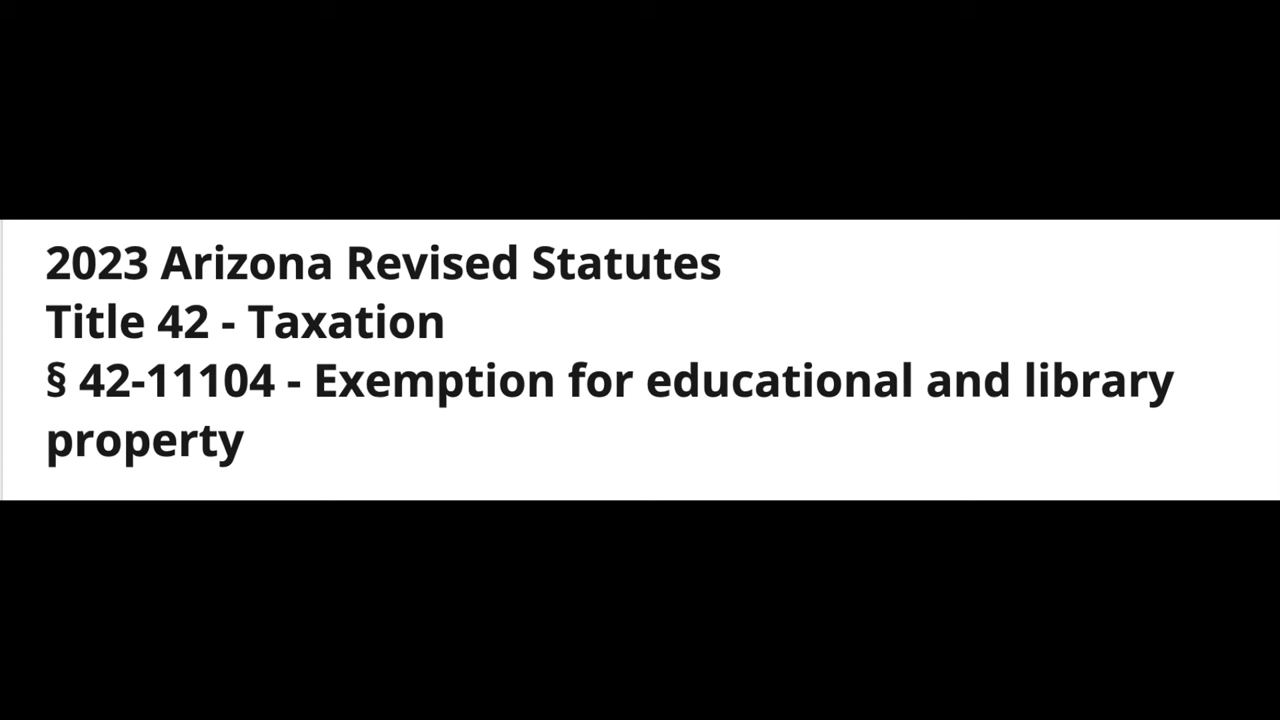 2023 Arizona Revised Statutes
Title 42 - Taxation
§ 42-11104 - Exemption for educational and library
property